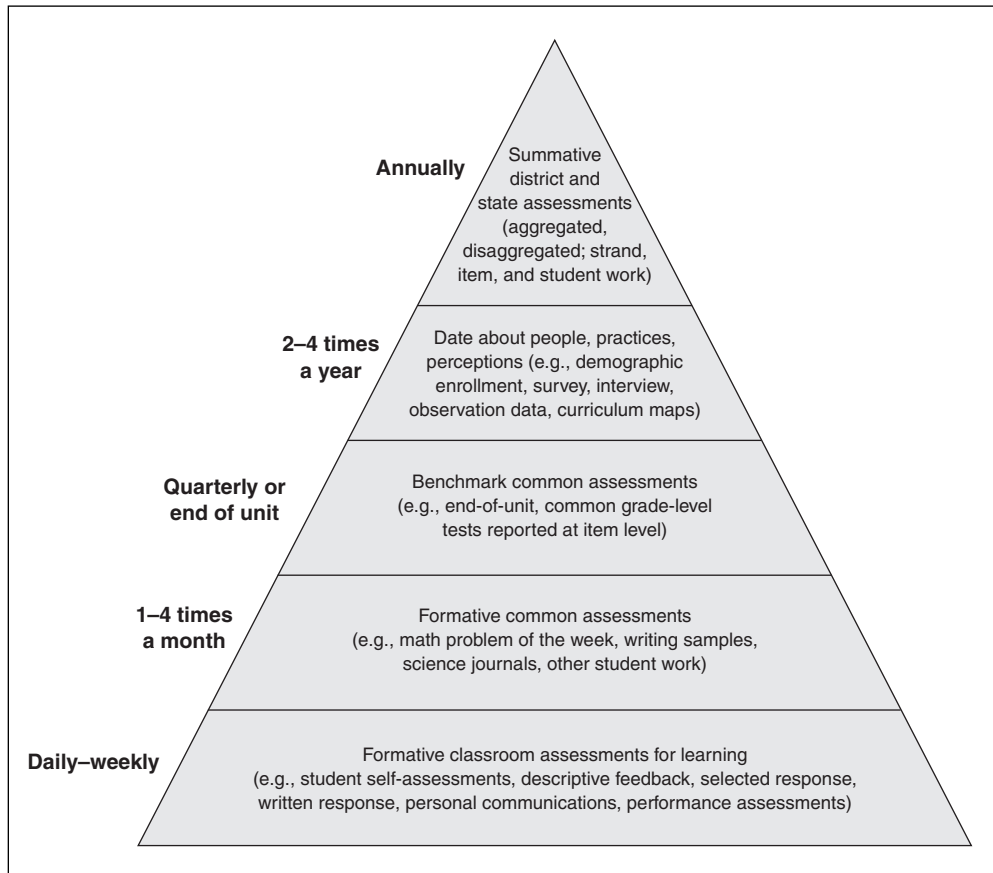 Annually
Summative
district and
state assessments
(aggregated,
disaggregated; strand,
item, and student work)
2–4 times
a year
Date about people, practices,
perceptions (e.g., demographic
enrollment, survey, interview,
observation data, curriculum maps)
Quarterly or
end of unit
Benchmark common assessments
(e.g., end-of-unit, common grade-level
tests reported at item level)
1–4 times
a month
Formative common assessments
(e.g., math problem of the week, writing samples,
science journals, other student work)
Daily–weekly
Formative classroom assessments for learning
(e.g., student self-assessments, descriptive feedback, selected response,
written response, personal communications, performance assessments)